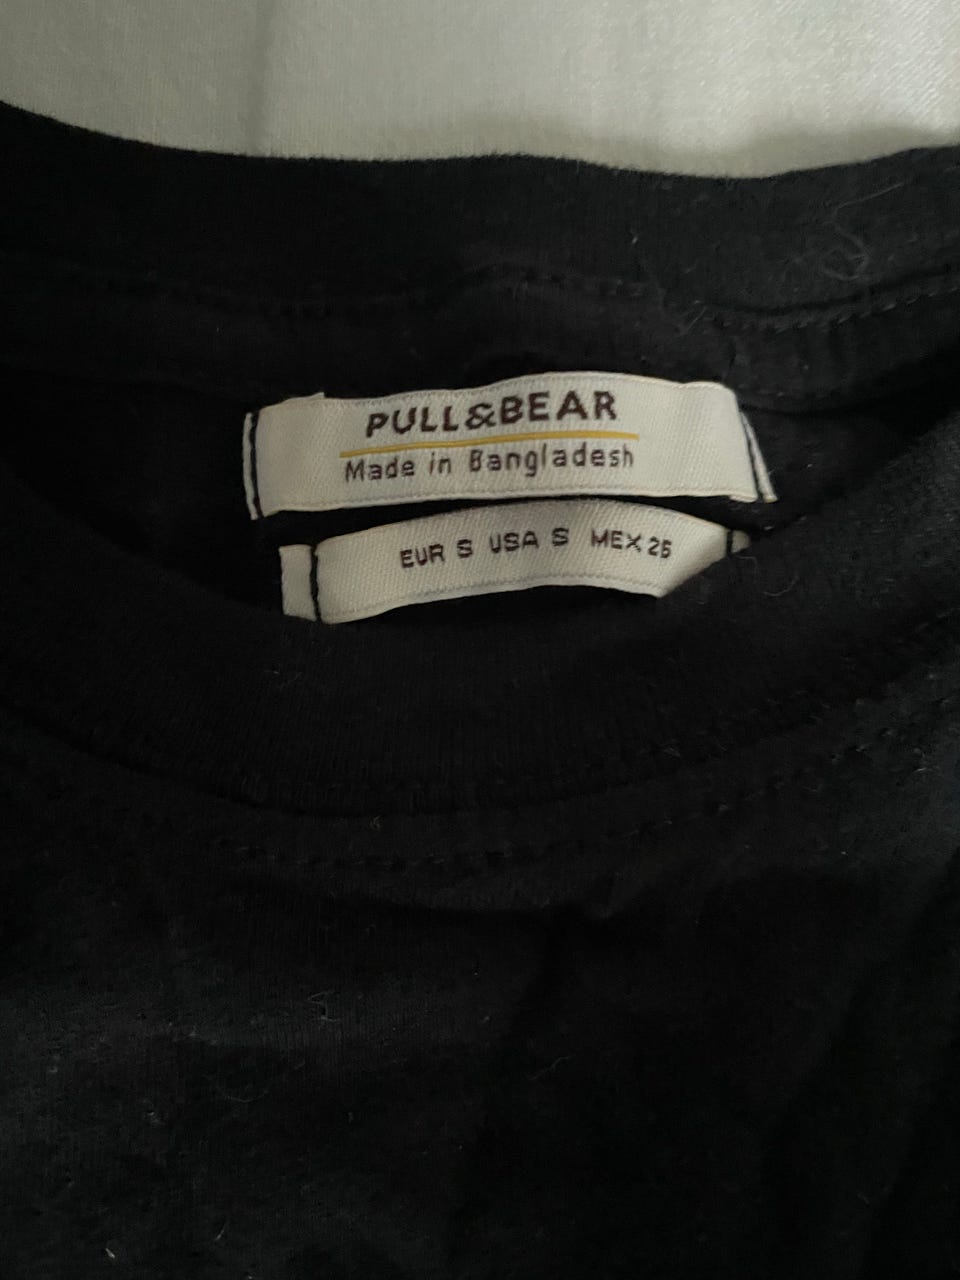 PULL&BEAR
Made in Bangladesh
EUR S USA S MEX 26